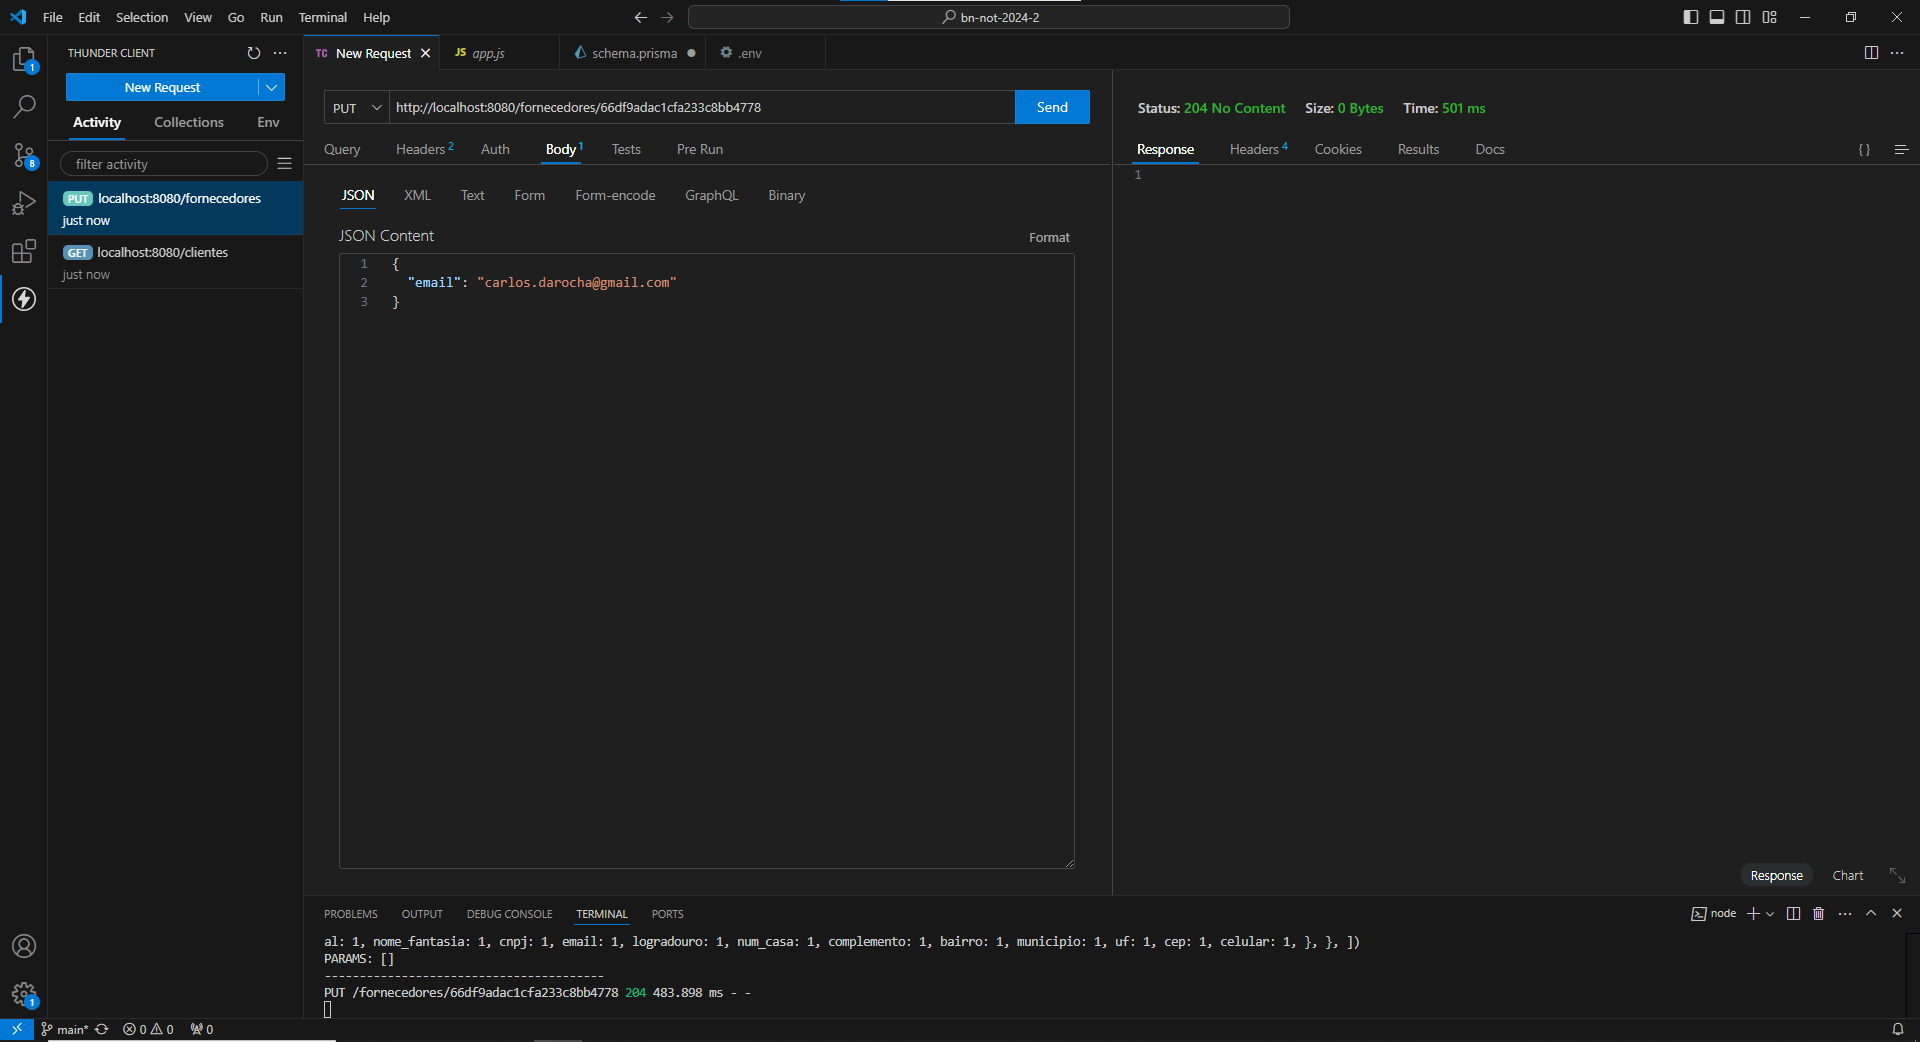 File Edit Selection View Go Run Terminal Help
bn-not-2024-2
THUNDER CLIENT
New Request
Activity Collections Env
filter activity
PUT localhost:8080/fornecedores
just now
GET localhost:8080/clientes
just now
1
8
1
TC New Request
JS app.js
schema.prisma
.env
PUT http://localhost:8080/fornecedores/66df9adac1cfa233c8bb4778 Send
Query Headers 2 Auth Body 1 Tests Pre Run
JSON XML Text Form Form-encode GraphQL Binary
JSON Content
Format
1 {
2 "email": "carlos.darocha@gmail.com"
3 }
Status: 204 No Content Size: 0 Bytes Time: 501 ms
Response Headers 4 Cookies Results Docs
{ }
1
Response Chart
PROBLEMS OUTPUT DEBUG CONSOLE TERMINAL PORTS
node
al: 1, nome_fantasia: 1, cnpj: 1, email: 1, logradouro: 1, num_casa: 1, complemento: 1, bairro: 1, municipio: 1, uf: 1, cep: 1, celular: 1, }, }, ])
PARAMS: []
----------------------------------------
PUT /fornecedores/66df9adac1cfa233c8bb4778 204 483.898 ms - -
main* 0 0 0